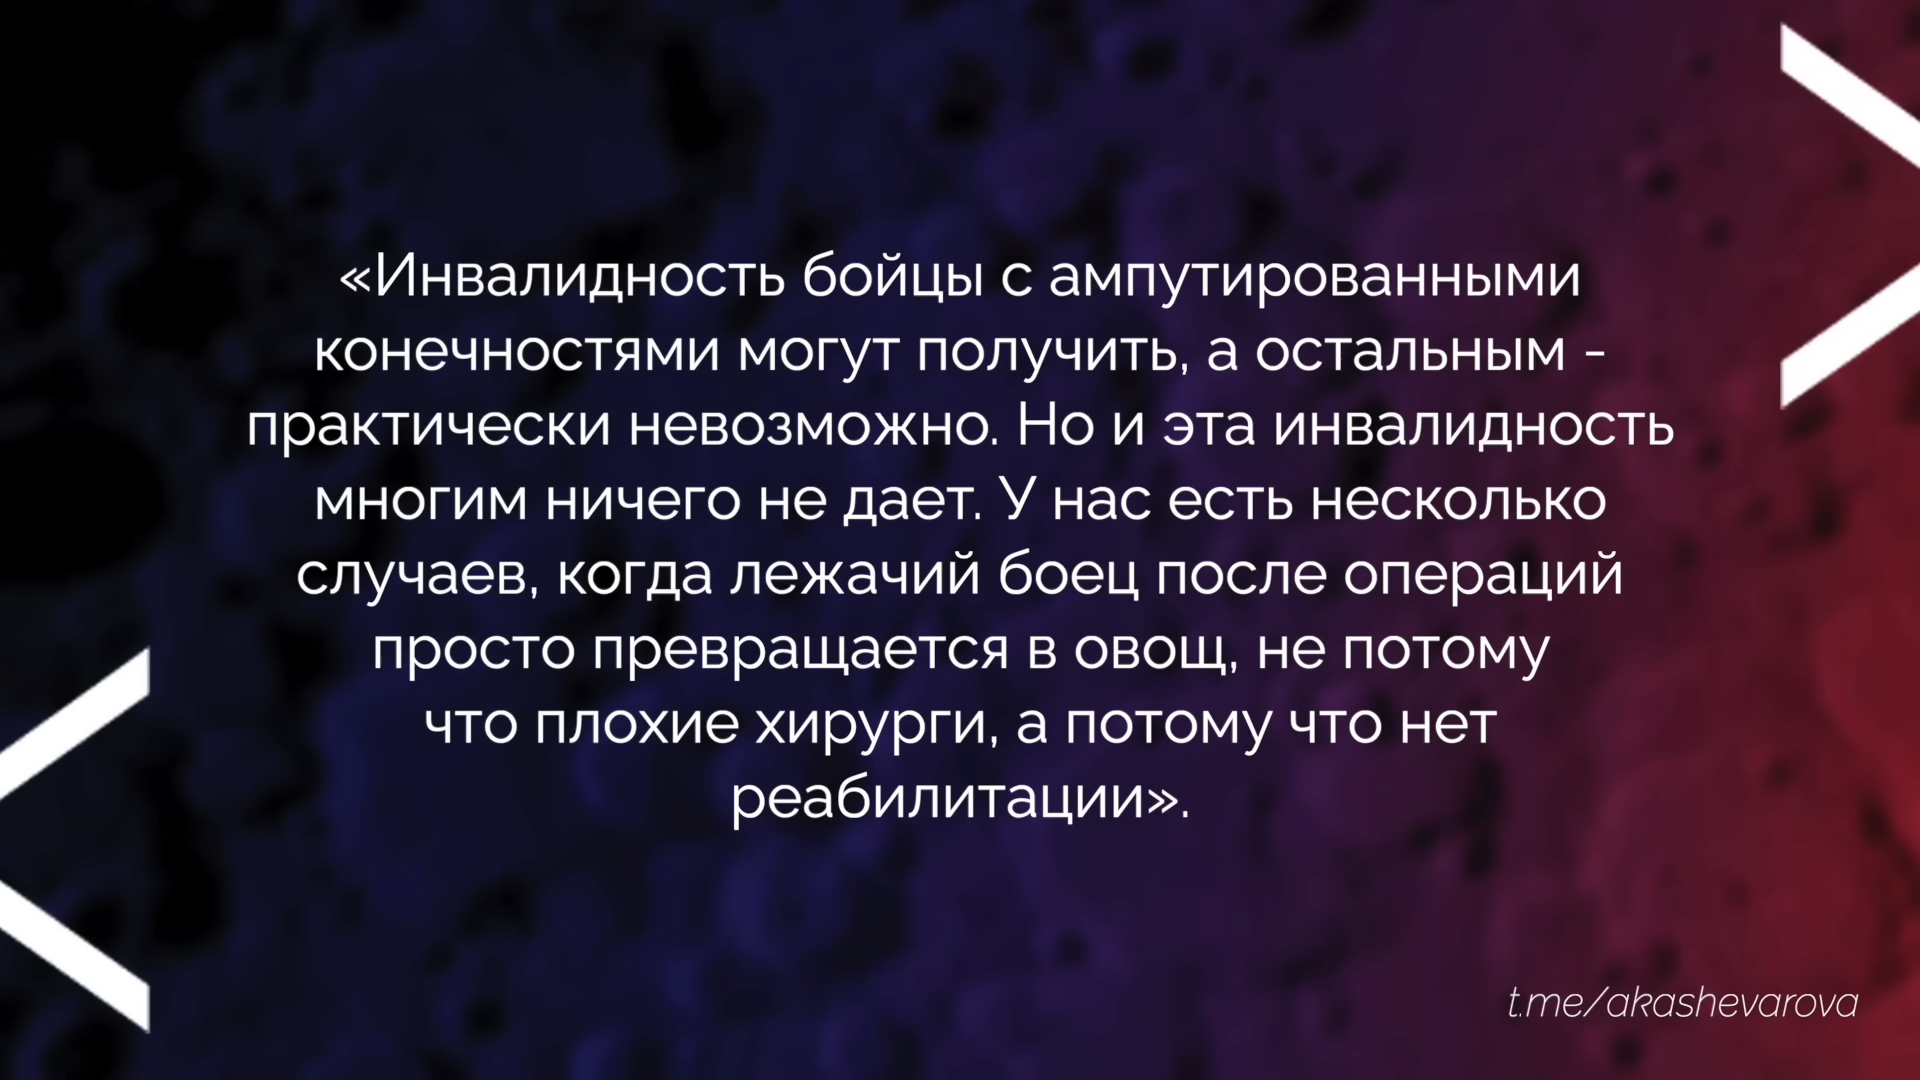 «Инвалидность бойцы с ампутированными
конечностями могут получить, а остальным -
практически невозможно. Но и эта инвалидность
многим ничего не дает. У нас есть несколько
случаев, когда лежачий боец после операций
просто превращается в овощ, не потому
что плохие хирурги, а потому что нет
реабилитации».
t.me/akashevarova